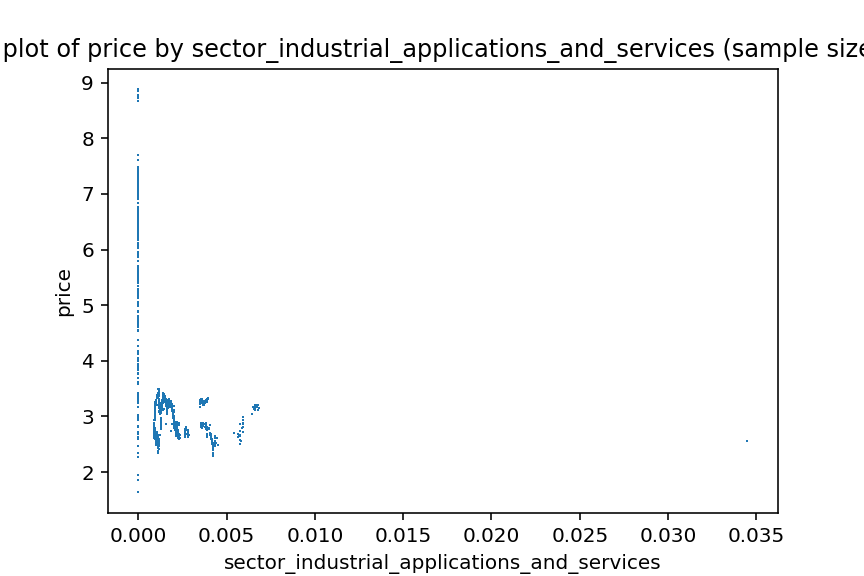 plot of price by sector_industrial_applications_and_services (sample size
9
8
7
6
5
4
3
2
price
0.000 0.005 0.010 0.015 0.020 0.025 0.030 0.035
sector_industrial_applications_and_services